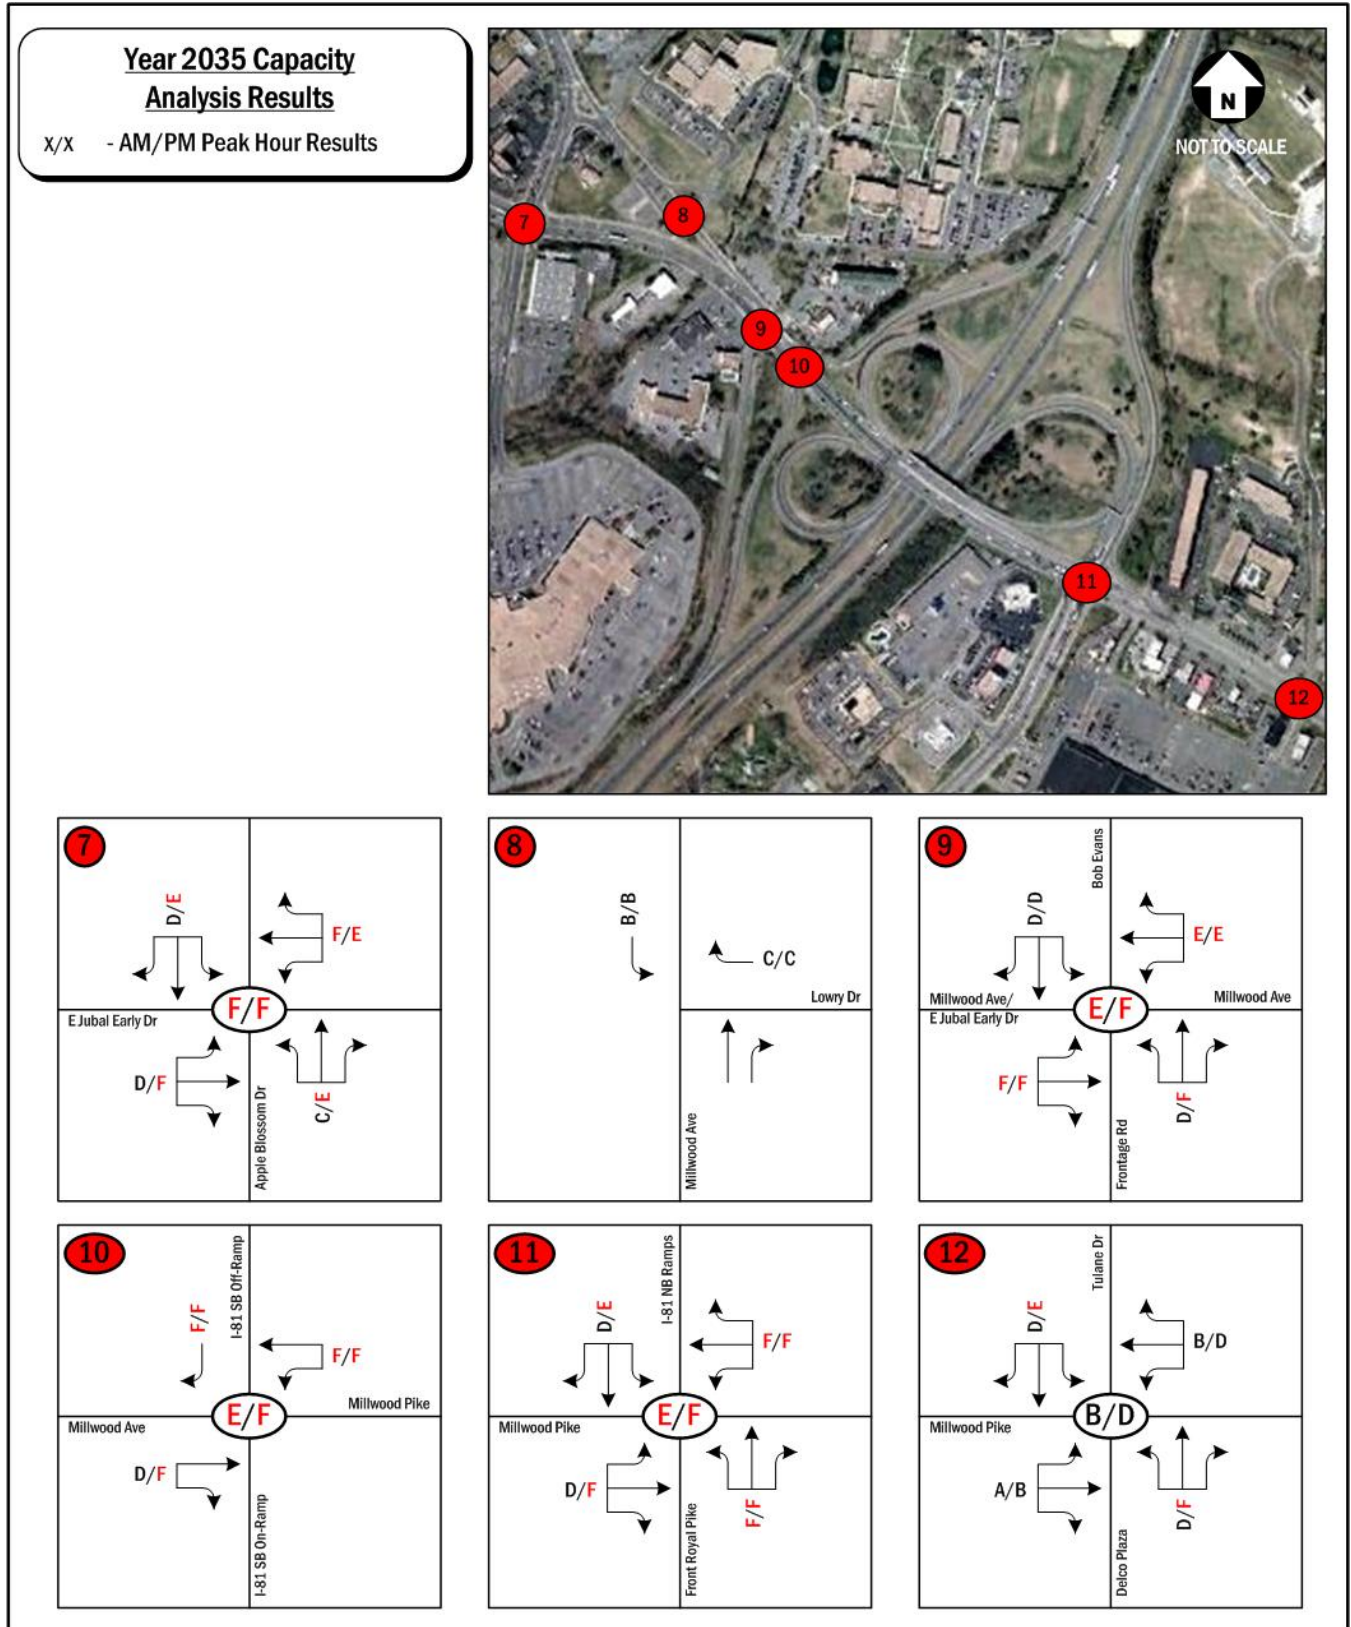 Year 2035 Capacity
Analysis Results
X/X - AM/PM Peak Hour Results
N
NOT TO SCALE
7
8
9
10
11
12
7
D/E
F/E
F/F
E Jubal Early Dr
D/F
C/E
Apple Blossom Dr
8
B/B
C/C
Lowry Dr
Millwood Ave
9
Bob Evans
D/D
E/E
Millwood Ave/
E Jubal Early Dr
E/F
Millwood Ave
F/F
D/F
Frontage Rd
10
I-81 SB Off-Ramp
F/F
F/F
Millwood Pike
E/F
Millwood Ave
D/F
I-81 SB On-Ramp
11
I-81 NB Ramps
D/E
F/F
E/F
Millwood Pike
D/F
F/F
Front Royal Pike
12
Tulane Dr
D/E
B/D
B/D
Millwood Pike
A/B
D/F
Delco Plaza